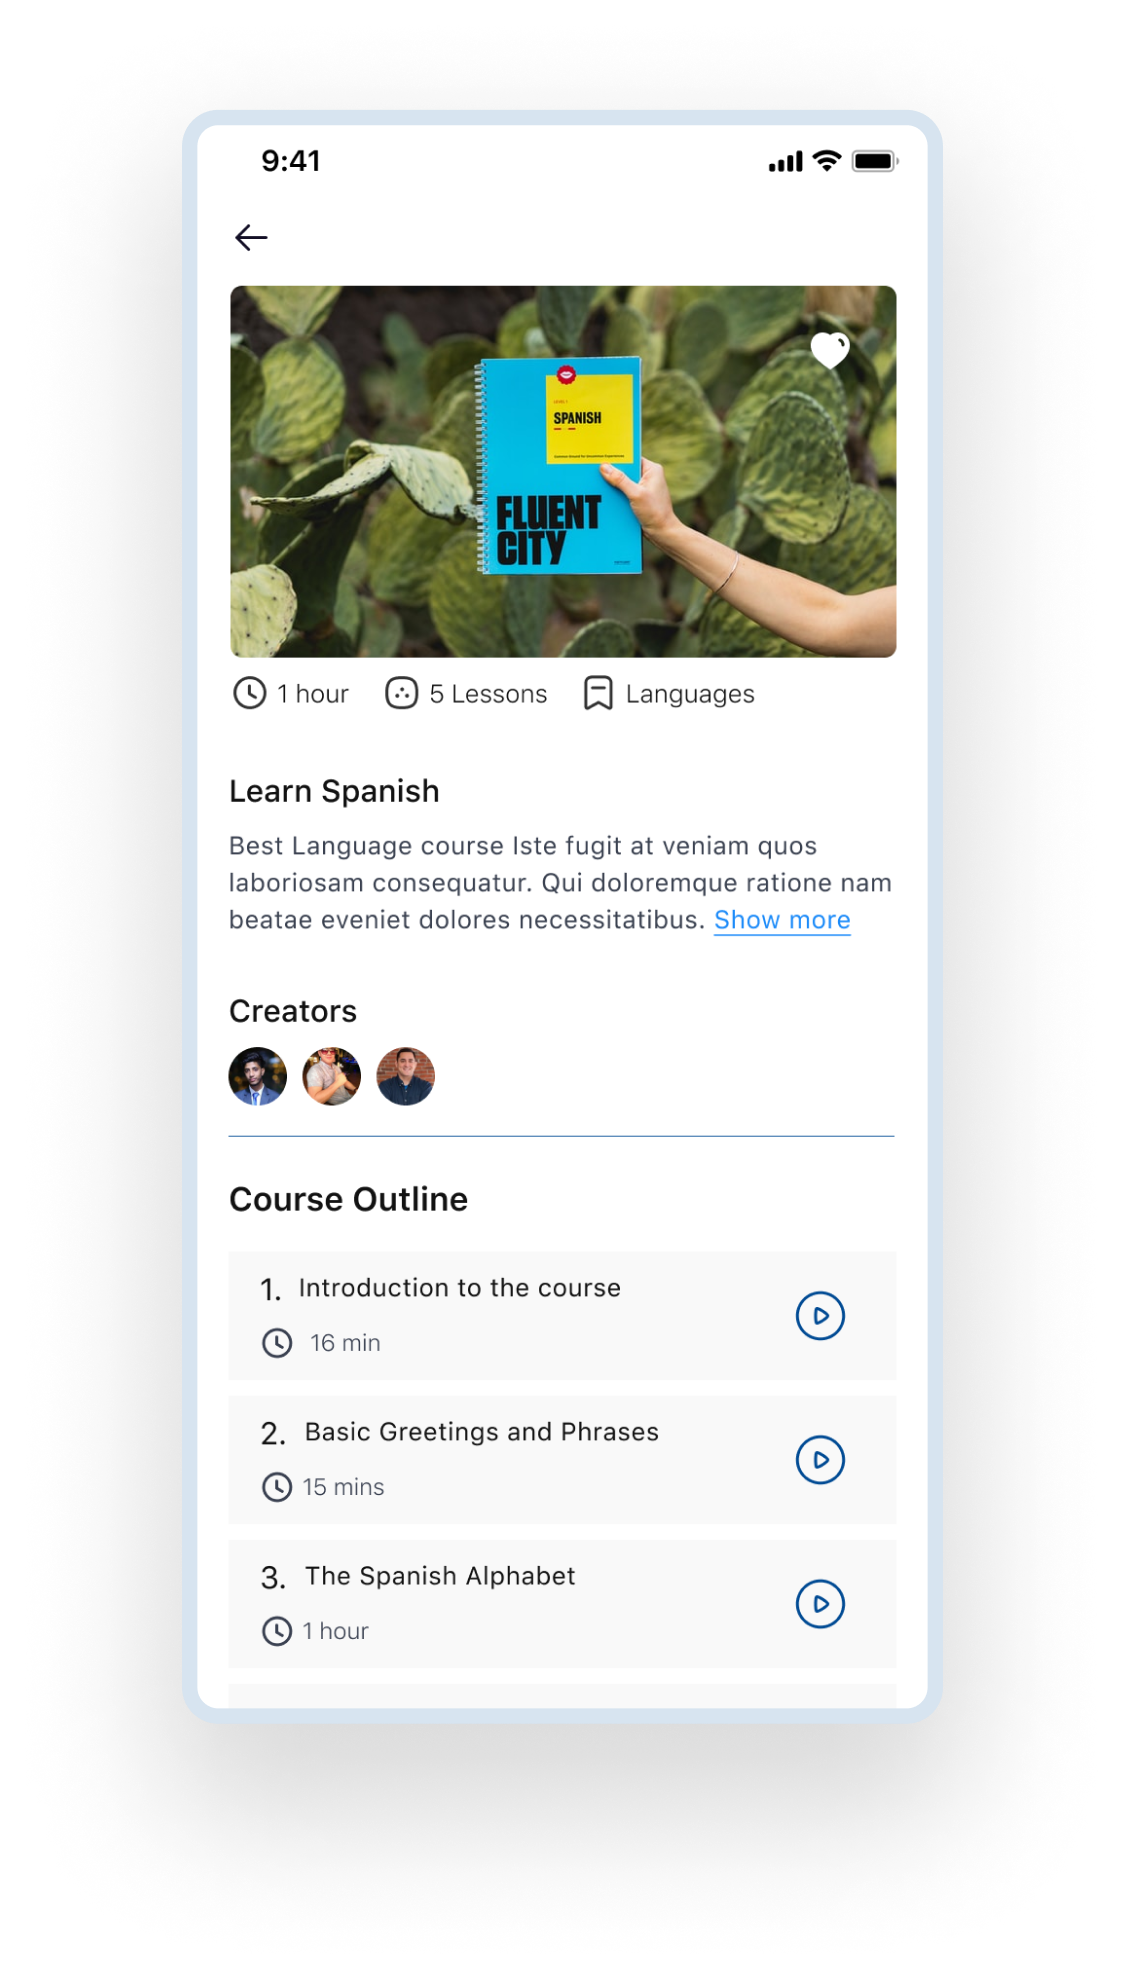 9:41
LEVEL 1
SPANISH
FLUENT
CITY
1 hour
5 Lessons
Languages
Learn Spanish
Best Language course Iste fugit at veniam quos
laboriosam consequatur. Qui doloremque ratione nam
beatae eveniet dolores necessitatibus. Show more
Creators
Course Outline
1. Introduction to the course
16 min
2. Basic Greetings and Phrases
15 mins
3. The Spanish Alphabet
1 hour